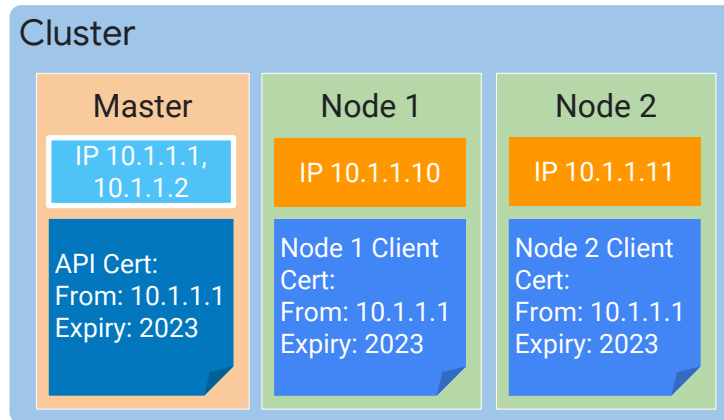 Cluster
Master
IP 10.1.1.1,
10.1.1.2
API Cert:
From: 10.1.1.1
Expiry: 2023
Node 1
IP 10.1.1.10
Node 1 Client
Cert:
From: 10.1.1.1
Expiry: 2023
Node 2
IP 10.1.1.11
Node 2 Client
Cert:
From: 10.1.1.1
Expiry: 2023